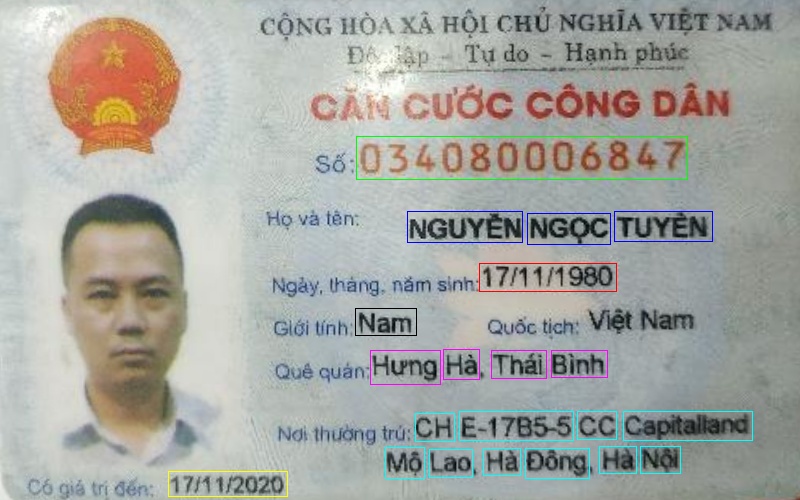 CỘNG HÒA XÃ HỘI CHỦ NGHĨA VIỆT NAM
Độc lập - Tự do - Hạnh phúc
CĂN CƯỚC CÔNG DÂN
Số: 034080006847
Họ và tên: NGUYỄN NGỌC TUYÊN
Ngày, tháng, năm sinh: 17/11/1980
Giới tính: Nam Quốc tịch: Việt Nam
Quê quán: Hưng Hà, Thái Bình
Nơi thường trú: CH E-17B5-5 CC Capitalland
Mộ Lao, Hà Đông, Hà Nội
Có giá trị đến: 17/11/2020